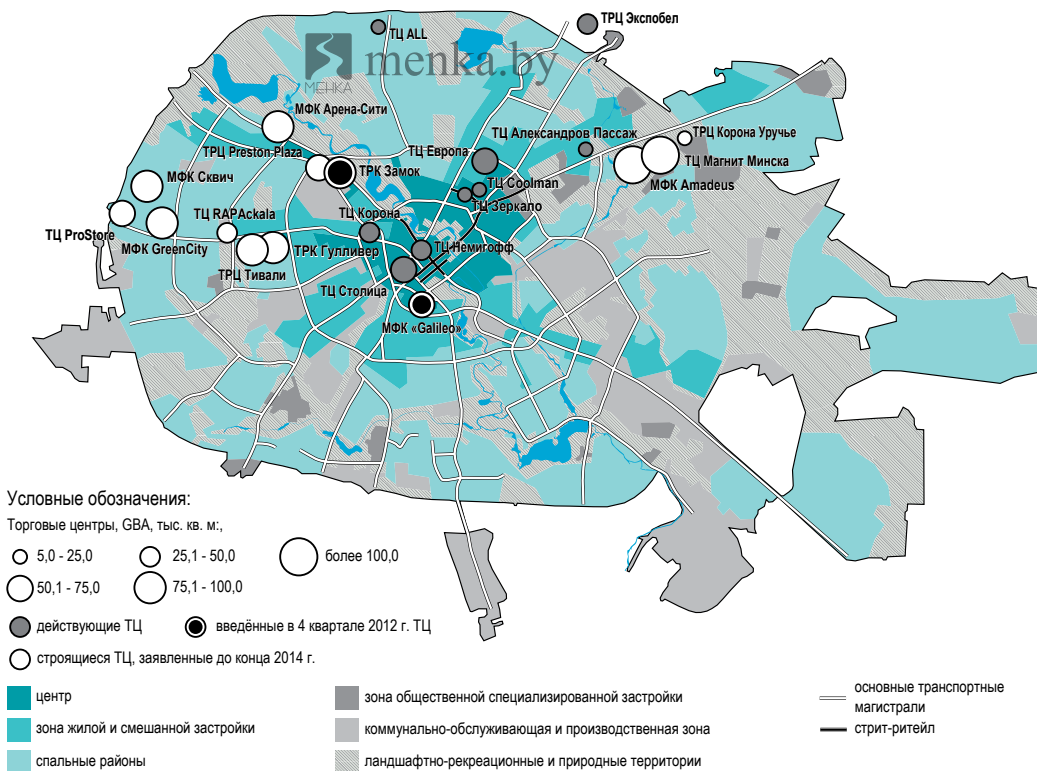 ТРЦ Экспобел
ТЦ ALL
menka.by
МЕНКА
МФК Арена-Сити
ТЦ Александров Пассаж
ТРЦ Корона Уручье
ТРЦ Preston-Plaza
ТЦ Европа
ТРК Замок
ТЦ Магнит Минска
МФК Сквич
ТЦ Coolman
МФК Amadeus
ТЦ RAPAckala
ТЦ Корона
ТЦ Зеркало
ТЦ ProStore
МФК GreenCity
ТРК Гулливер
ТЦ Немигофф
ТРЦ Тивали
ТЦ Столица
МФК «Galileo»
Условные обозначения:
Торговые центры, GBA, тыс. кв. м:,
5,0 - 25,0
25,1 - 50,0
более 100,0
50,1 - 75,0
75,1 - 100,0
действующие ТЦ
введённые в 4 квартале 2012 г. ТЦ
строящиеся ТЦ, заявленные до конца 2014 г.
центр
зона общественной специализированной застройки
основные транспортные
магистрали
зона жилой и смешанной застройки
коммунально-обслуживающая и производственная зона
стрит-ритейл
спальные районы
ландшафтно-рекреационные и природные территории